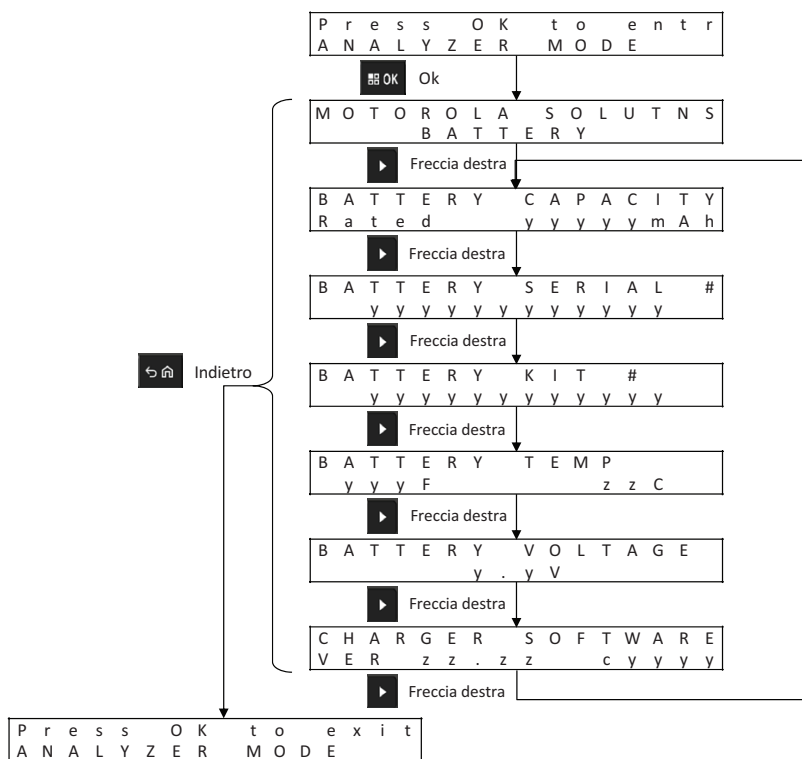 Press OK to entr
ANALYZER MODE
OK Ok
MOTOROLA SOLUTNS
BATTERY
Freccia destra
BATTERY CAPACITY
Rated yyyyymAh
Freccia destra
BATTERY SERIAL #
yyyyyyyyyyyy
Freccia destra
Indietro
BATTERY KIT #
yyyyyyyyyyyy
Freccia destra
BATTERY TEMP
yyyF zzC
Freccia destra
BATTERY VOLTAGE
y.yV
Freccia destra
CHARGER SOFTWARE
VER zz.zz cyyyy
Freccia destra
Press OK to exit
ANALYZER MODE